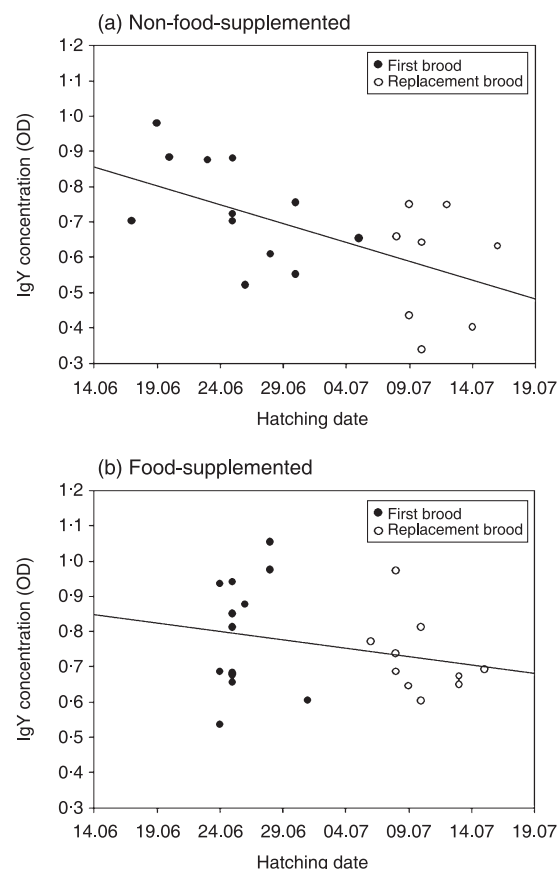 (a) Non-food-supplemented
1·2
1·1
1·0
0·9
0·8
0·7
0·6
0·5
0·4
0·3
IgY concentration (OD)
First brood
Replacement brood
14.06 19.06 24.06 29.06 04.07 09.07 14.07 19.07
Hatching date
(b) Food-supplemented
1·2
1·1
1·0
0·9
0·8
0·7
0·6
0·5
0·4
0·3
IgY concentration (OD)
First brood
Replacement brood
14.06 19.06 24.06 29.06 04.07 09.07 14.07 19.07
Hatching date